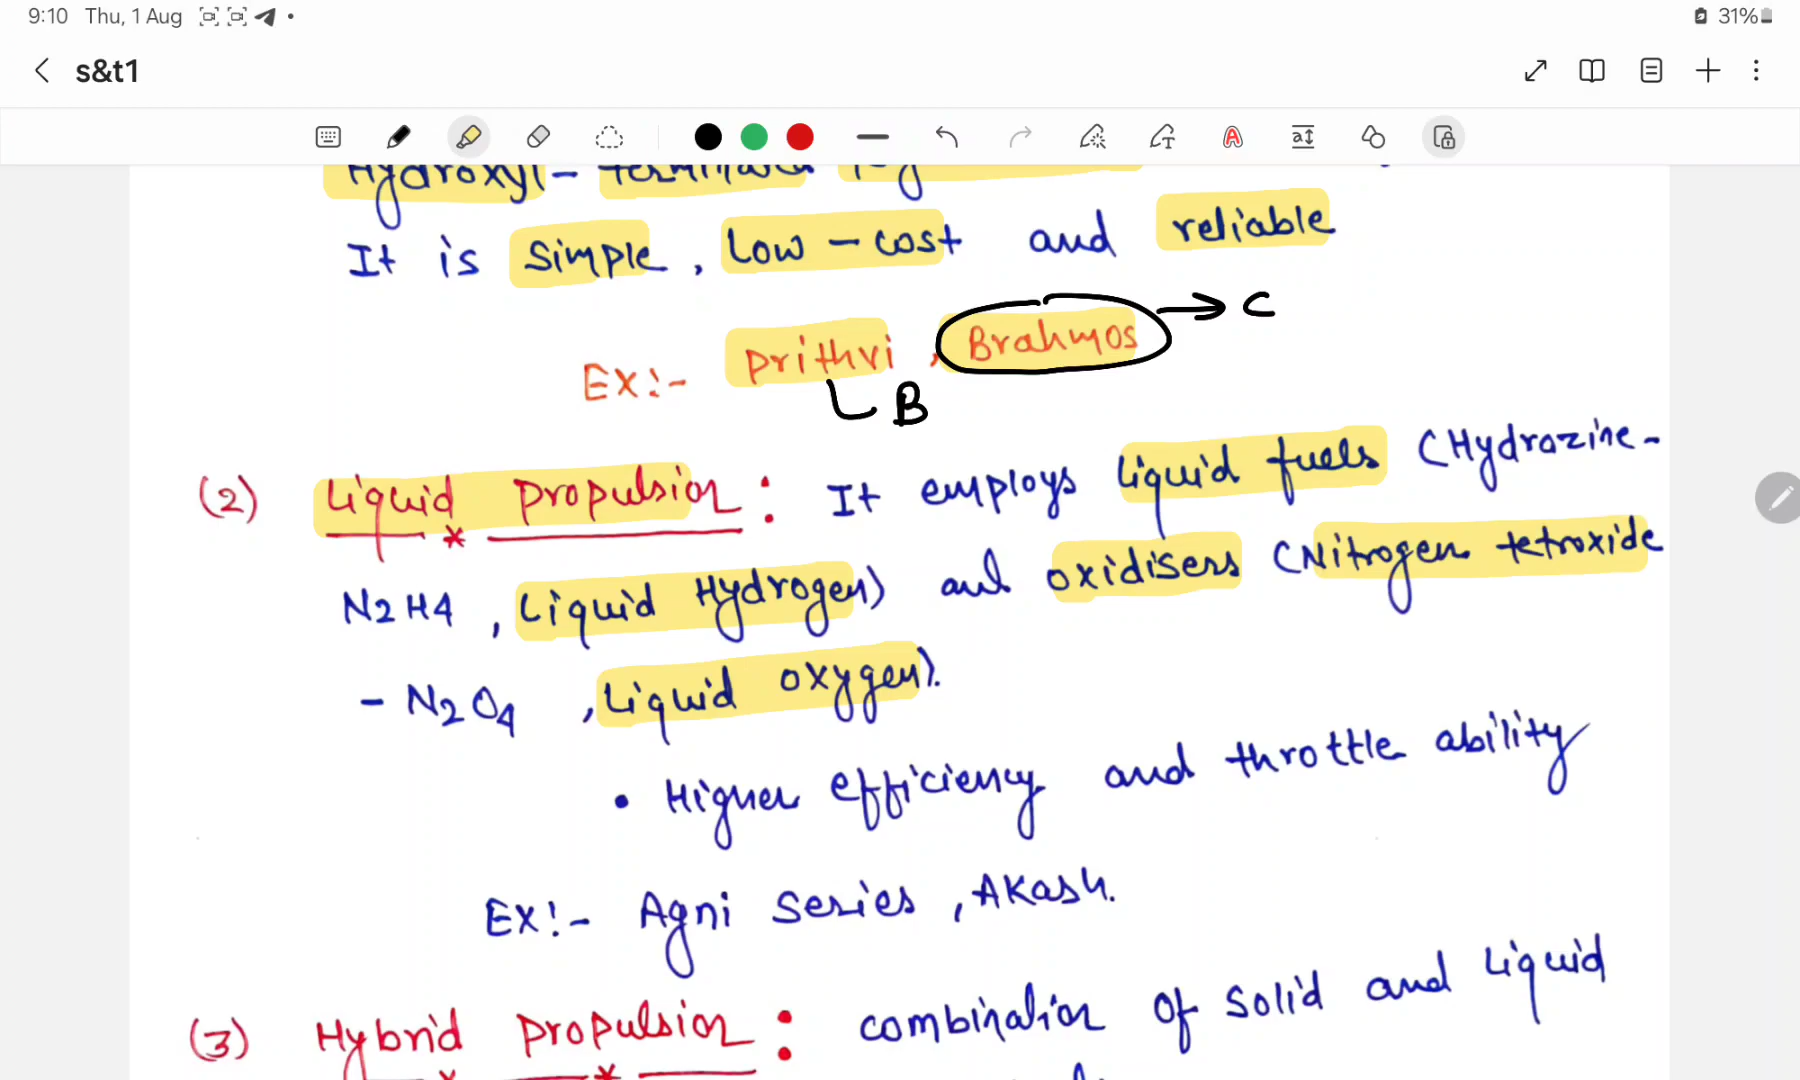 9:10 Thu, 1 Aug
31%
s&t1
Hydroxyl-
It is Simple, Low-cost and reliable
Ex:- Prithvi, Brahmos → C
B
(2) Liquid Propulsion: It employs liquid fuels (Hydrazine-
N2H4, Liquid Hydrogen) and oxidisers (Nitrogen tetroxide
- N2O4, Liquid oxygen).
• Higher efficiency and throttle ability
Ex!- Agni Series, Akash.
(3) Hybrid Propulsion: combination of Solid and Liquid